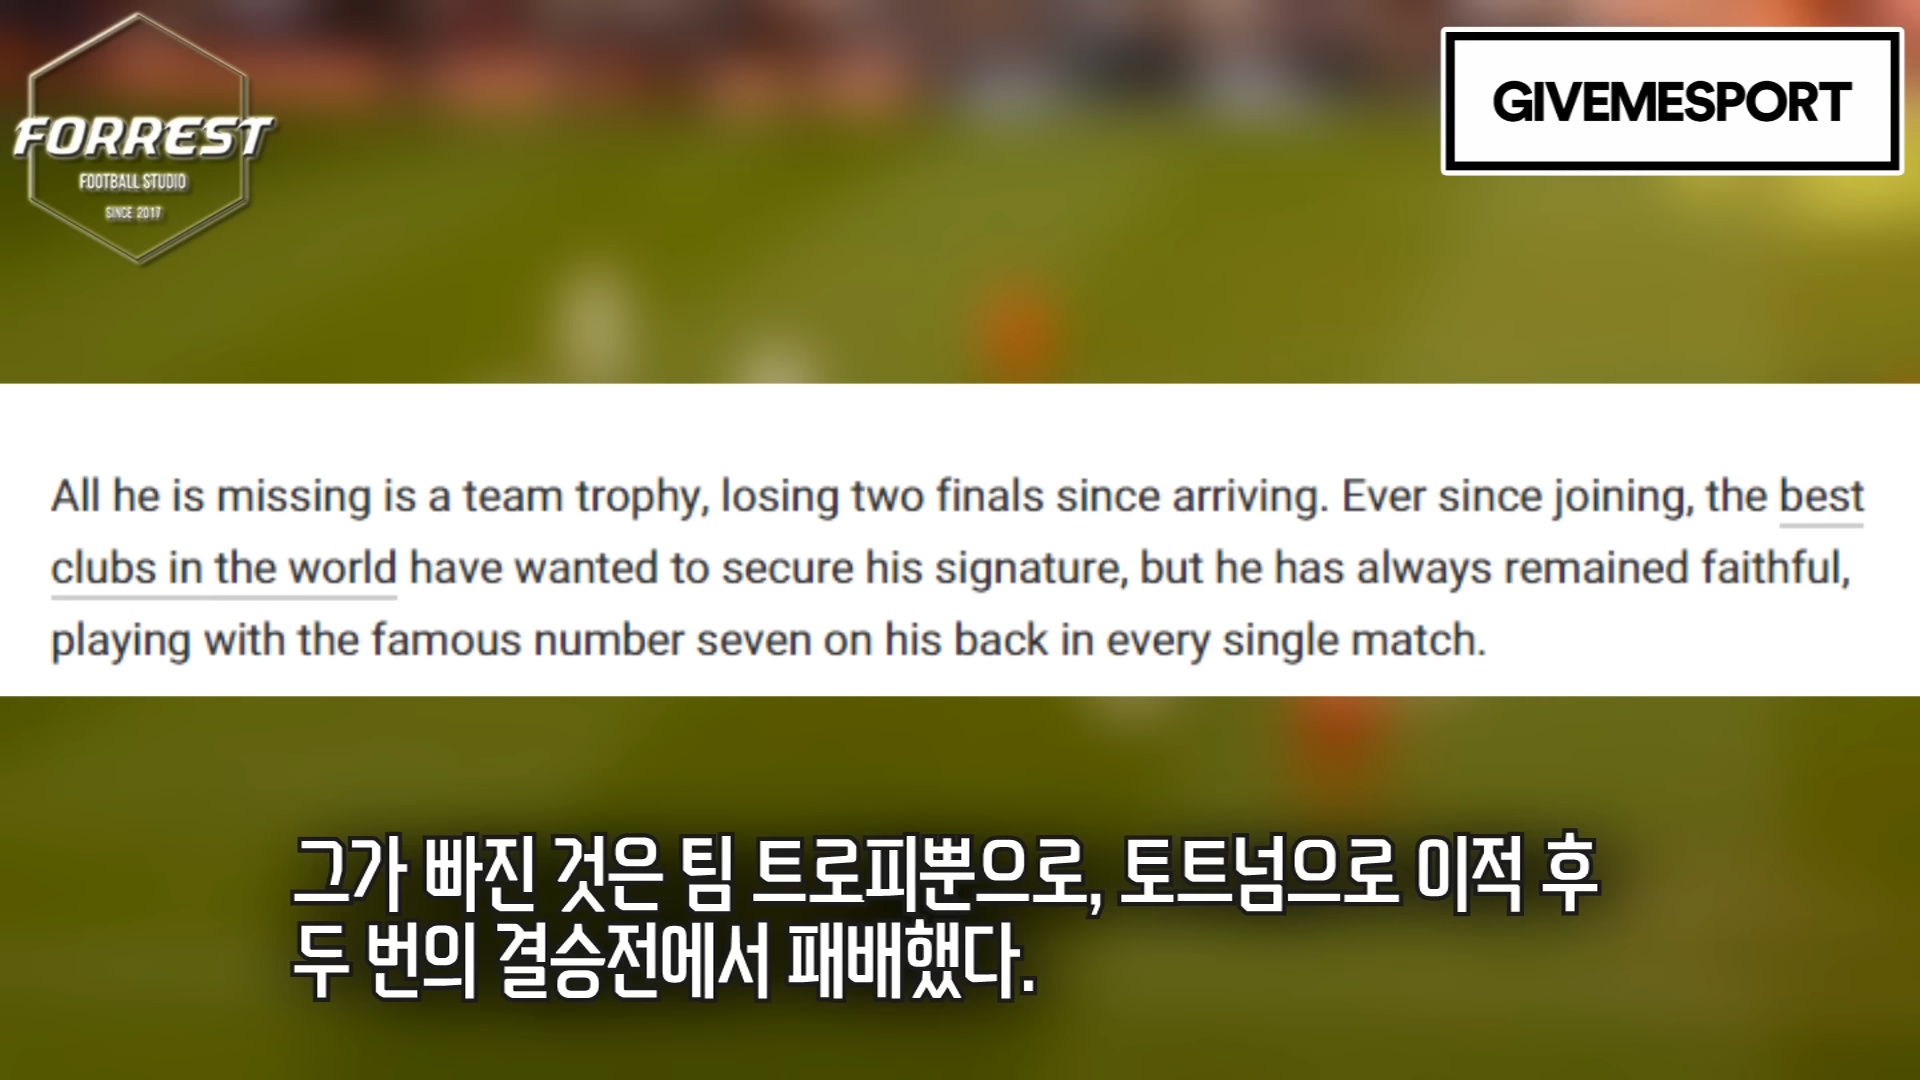 FORREST
FOOTBALL STUDIO
SINCE 2017
GIVEMESPORT
All he is missing is a team trophy, losing two finals since arriving. Ever since joining, the best
clubs in the world have wanted to secure his signature, but he has always remained faithful,
playing with the famous number seven on his back in every single match.
그가 빠진 것은 팀 트로피뿐으로, 토트넘으로 이적 후
두 번의 결승전에서 패배했다.